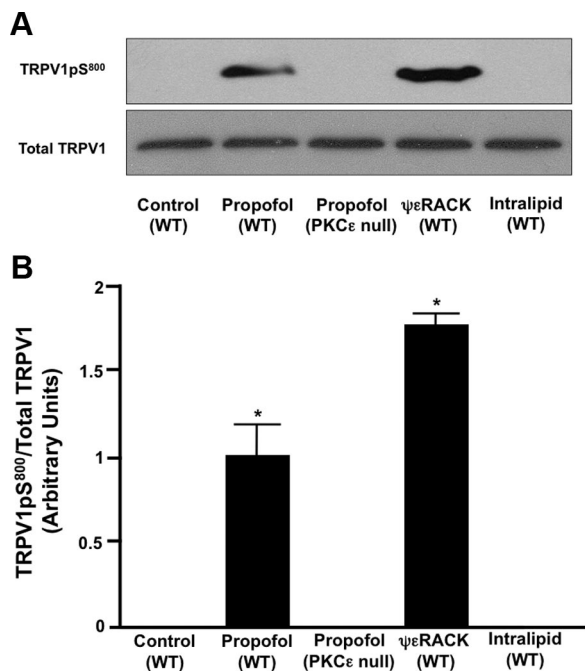 A
TRPV1pS⁸⁰⁰
Total TRPV1
Control Propofol Propofol ψεRACK Intralipid
(WT) (WT) (PKCε null) (WT) (WT)
B
TRPV1pS⁸⁰⁰/Total TRPV1
(Arbitrary Units)
2
1.5
1
0.5
0
*
*
Control Propofol Propofol ψεRACK Intralipid
(WT) (WT) (PKCε null) (WT) (WT)